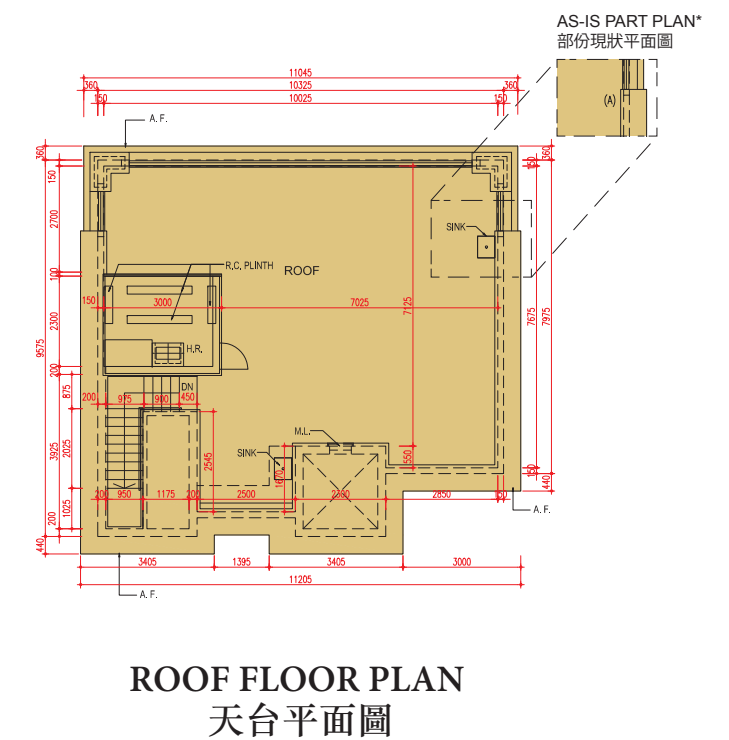 AS-IS PART PLAN*
部份現狀平面圖
(A)
11045
360 10325 360
150 10025 150
A. F.
360
150
2700
100
2300
200
9575
875
3925
2025
1025
200
440
360
150
7675
7975
150
440
SINK
R.C. PLINTH
ROOF
150 3000 7025
7125
H.R.
DN
200 975 900 450
M.L.
SINK
2545
1670
550
200 950 1175 200 2500 2300 2850 150
A. F.
3405 1395 3405 3000
11205
A. F.
ROOF FLOOR PLAN
天台平面圖